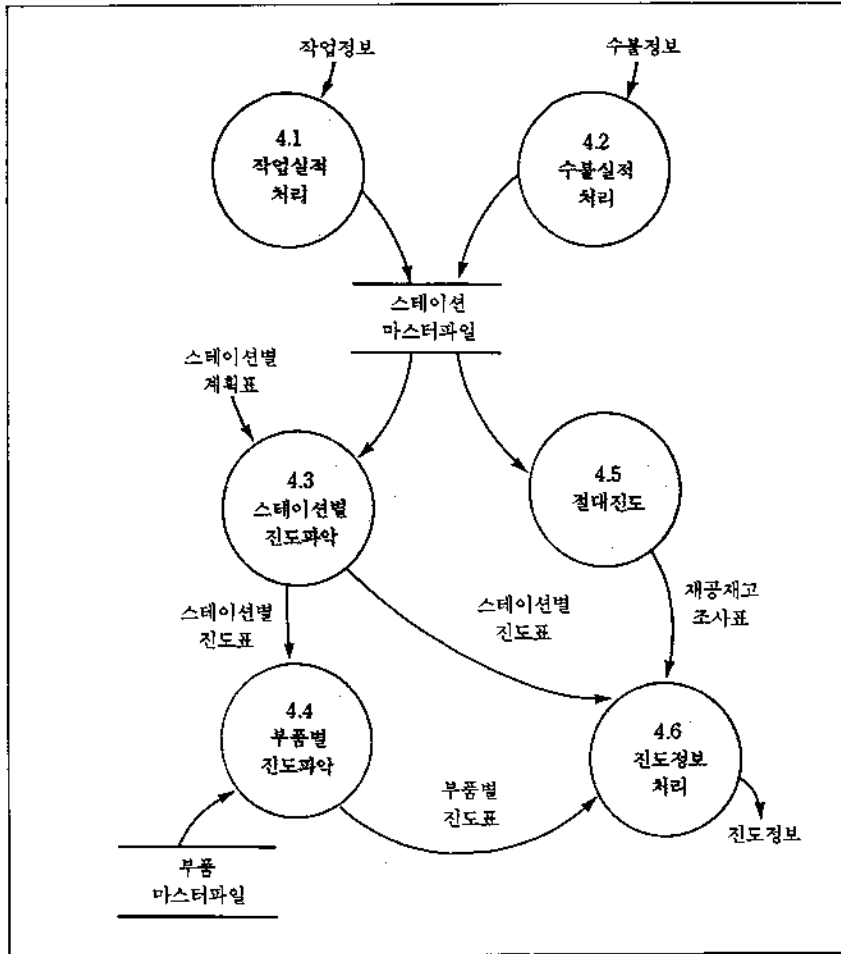 작업정보
수불정보
4.1
작업실적
처리
4.2
수불실적
처리
스테이션
마스터파일
스테이션별
계획표
4.3
스테이션별
진도파악
4.5
절대진도
스테이션별
진도표
스테이션별
진도표
재공재고
조사표
4.4
부품별
진도파악
4.6
진도정보
처리
부품별
진도표
진도정보
부품
마스터파일